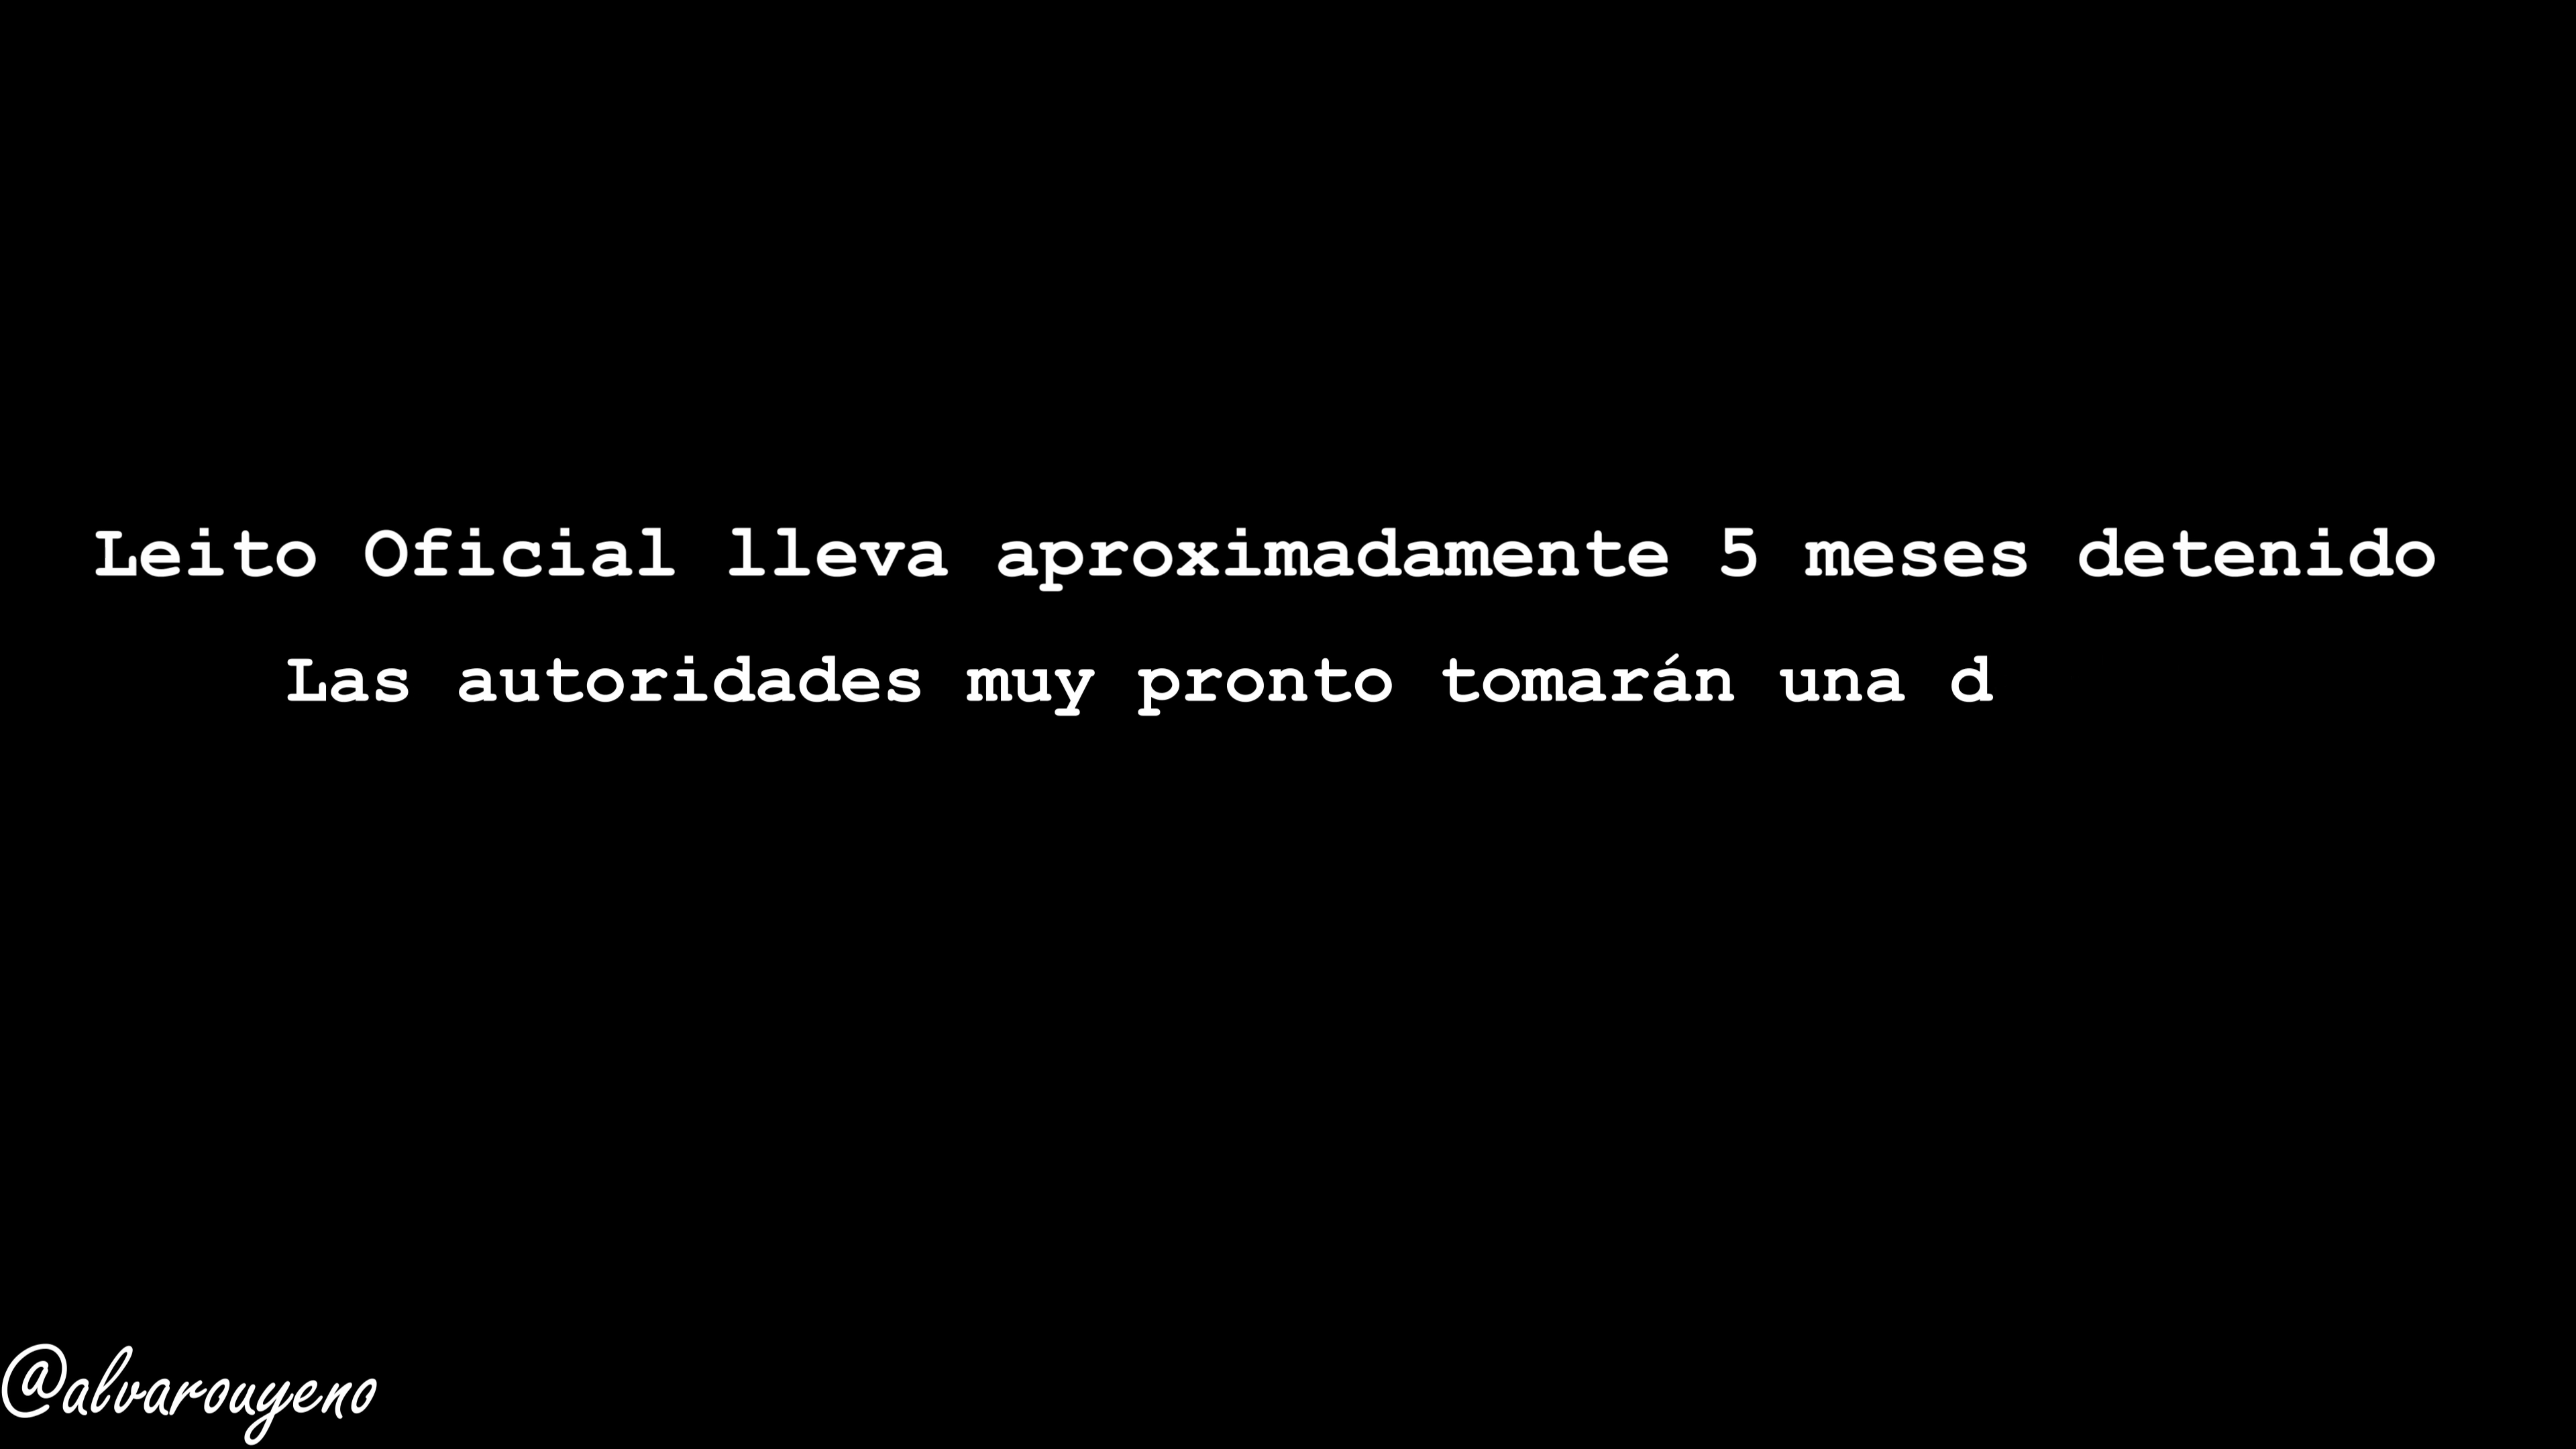 Leito Oficial lleva aproximadamente 5 meses detenido
Las autoridades muy pronto tomarán una d
@alvarouyeno